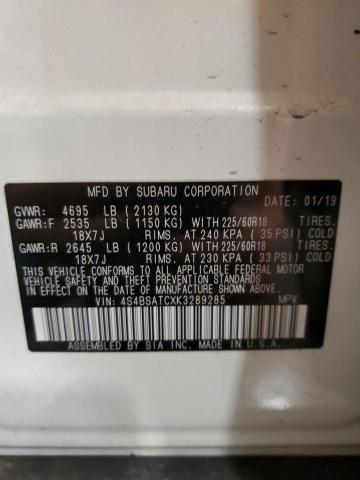 MFD BY SUBARU CORPORATION DATE: 01/19
GVWR: 4695 LB (2130 KG)
GAWR:F 2535 LB (1150 KG) WITH 225/60R18 TIRES.
18X7J RIMS. AT 240 KPA (35 PSI) COLD.
GAWR:R 2645 LB (1200 KG) WITH 225/60R18 TIRES.
18X7J RIMS. AT 230 KPA (33 PSI) COLD.
THIS VEHICLE CONFORMS TO ALL APPLICABLE FEDERAL MOTOR
VEHICLE SAFETY AND THEFT PREVENTION STANDARDS
IN EFFECT ON THE DATE OF MANUFACTURE SHOWN ABOVE.
VIN: 4S4BSATCXK3289285 MPV
ASSEMBLED BY SIA INC. MADE IN U.S.A.